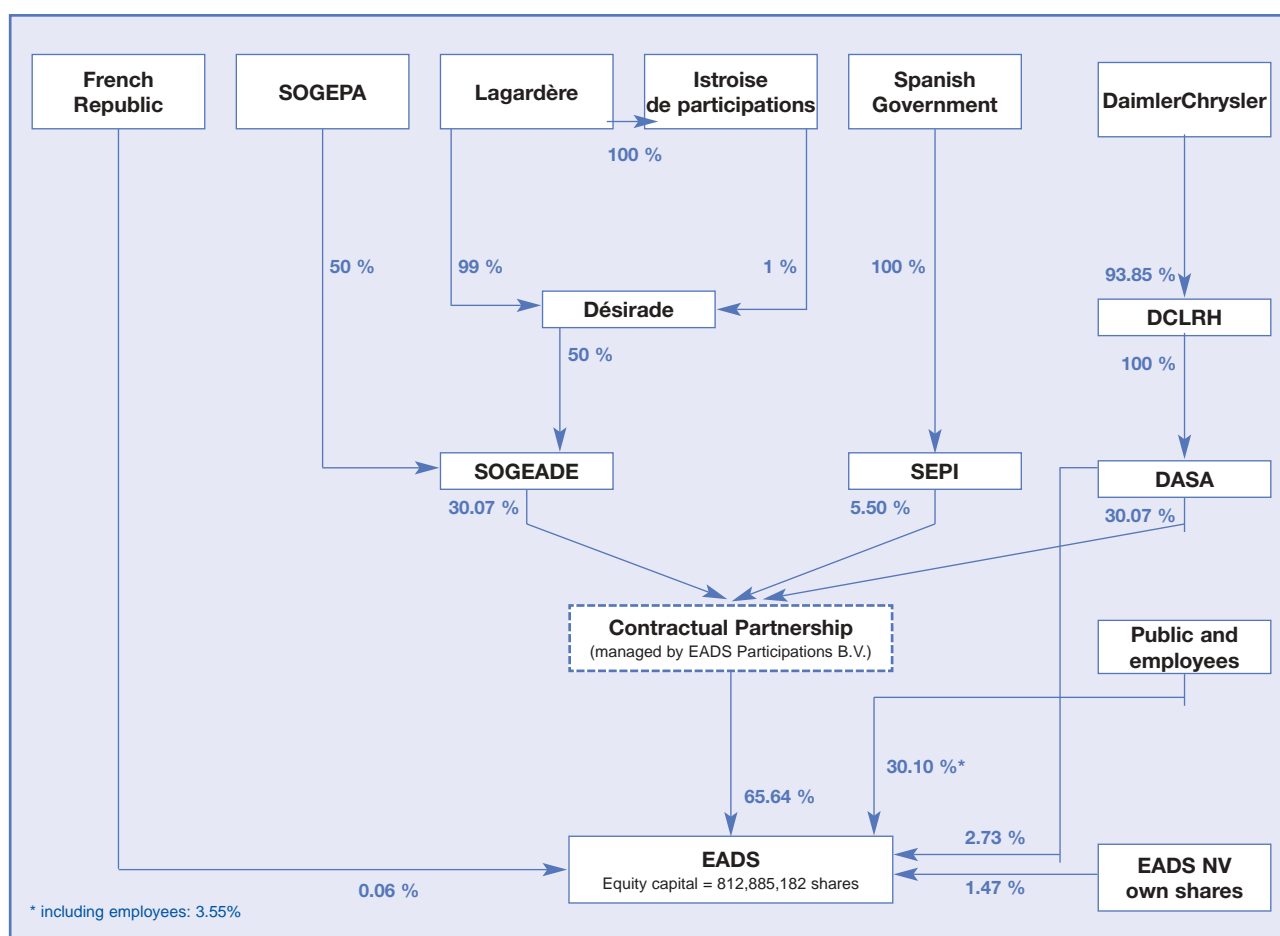 French
Republic
SOGEPA
Lagardère
Istroise
de participations
Spanish
Government
DaimlerChrysler
100 %
50 %
99 %
1 %
100 %
93.85 %
Désirade
DCLRH
50 %
100 %
SOGEADE
SEPI
DASA
30.07 %
5.50 %
30.07 %
Contractual Partnership
(managed by EADS Participations B.V.)
Public and
employees
30.10 %*
65.64 %
2.73 %
EADS
Equity capital = 812,885,182 shares
EADS NV
own shares
0.06 %
1.47 %
* including employees: 3.55%